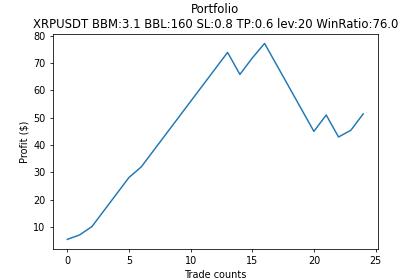 Portfolio
XRPUSDT BBM:3.1 BBL:160 SL:0.8 TP:0.6 lev:20 WinRatio:76.0
80
70
60
50
40
30
20
10
Profit ($)
0 5 10 15 20 25
Trade counts